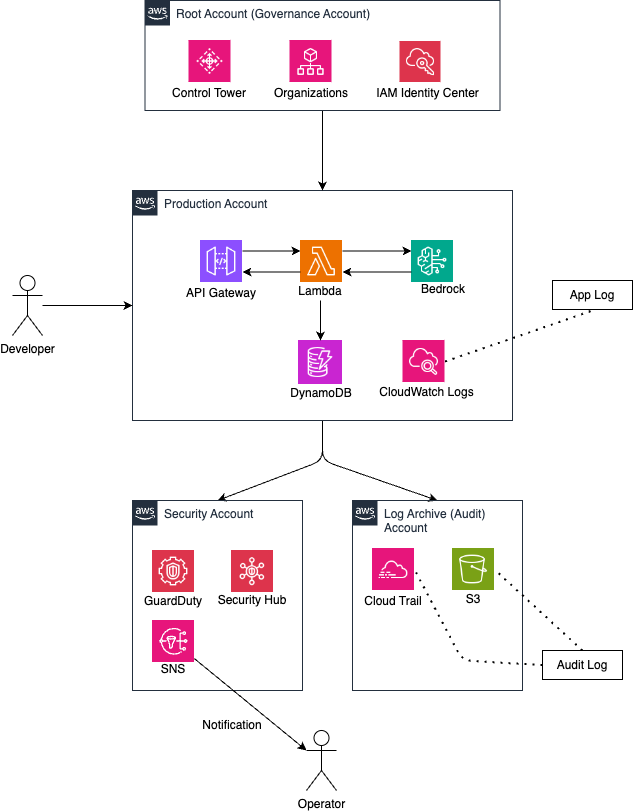 aws
Root Account (Governance Account)
Control Tower
Organizations
IAM Identity Center
aws
Production Account
API Gateway
Lambda
Bedrock
App Log
Developer
DynamoDB
CloudWatch Logs
aws
Security Account
aws
Log Archive (Audit)
Account
GuardDuty
Security Hub
Cloud Trail
S3
SNS
Audit Log
Notification
Operator